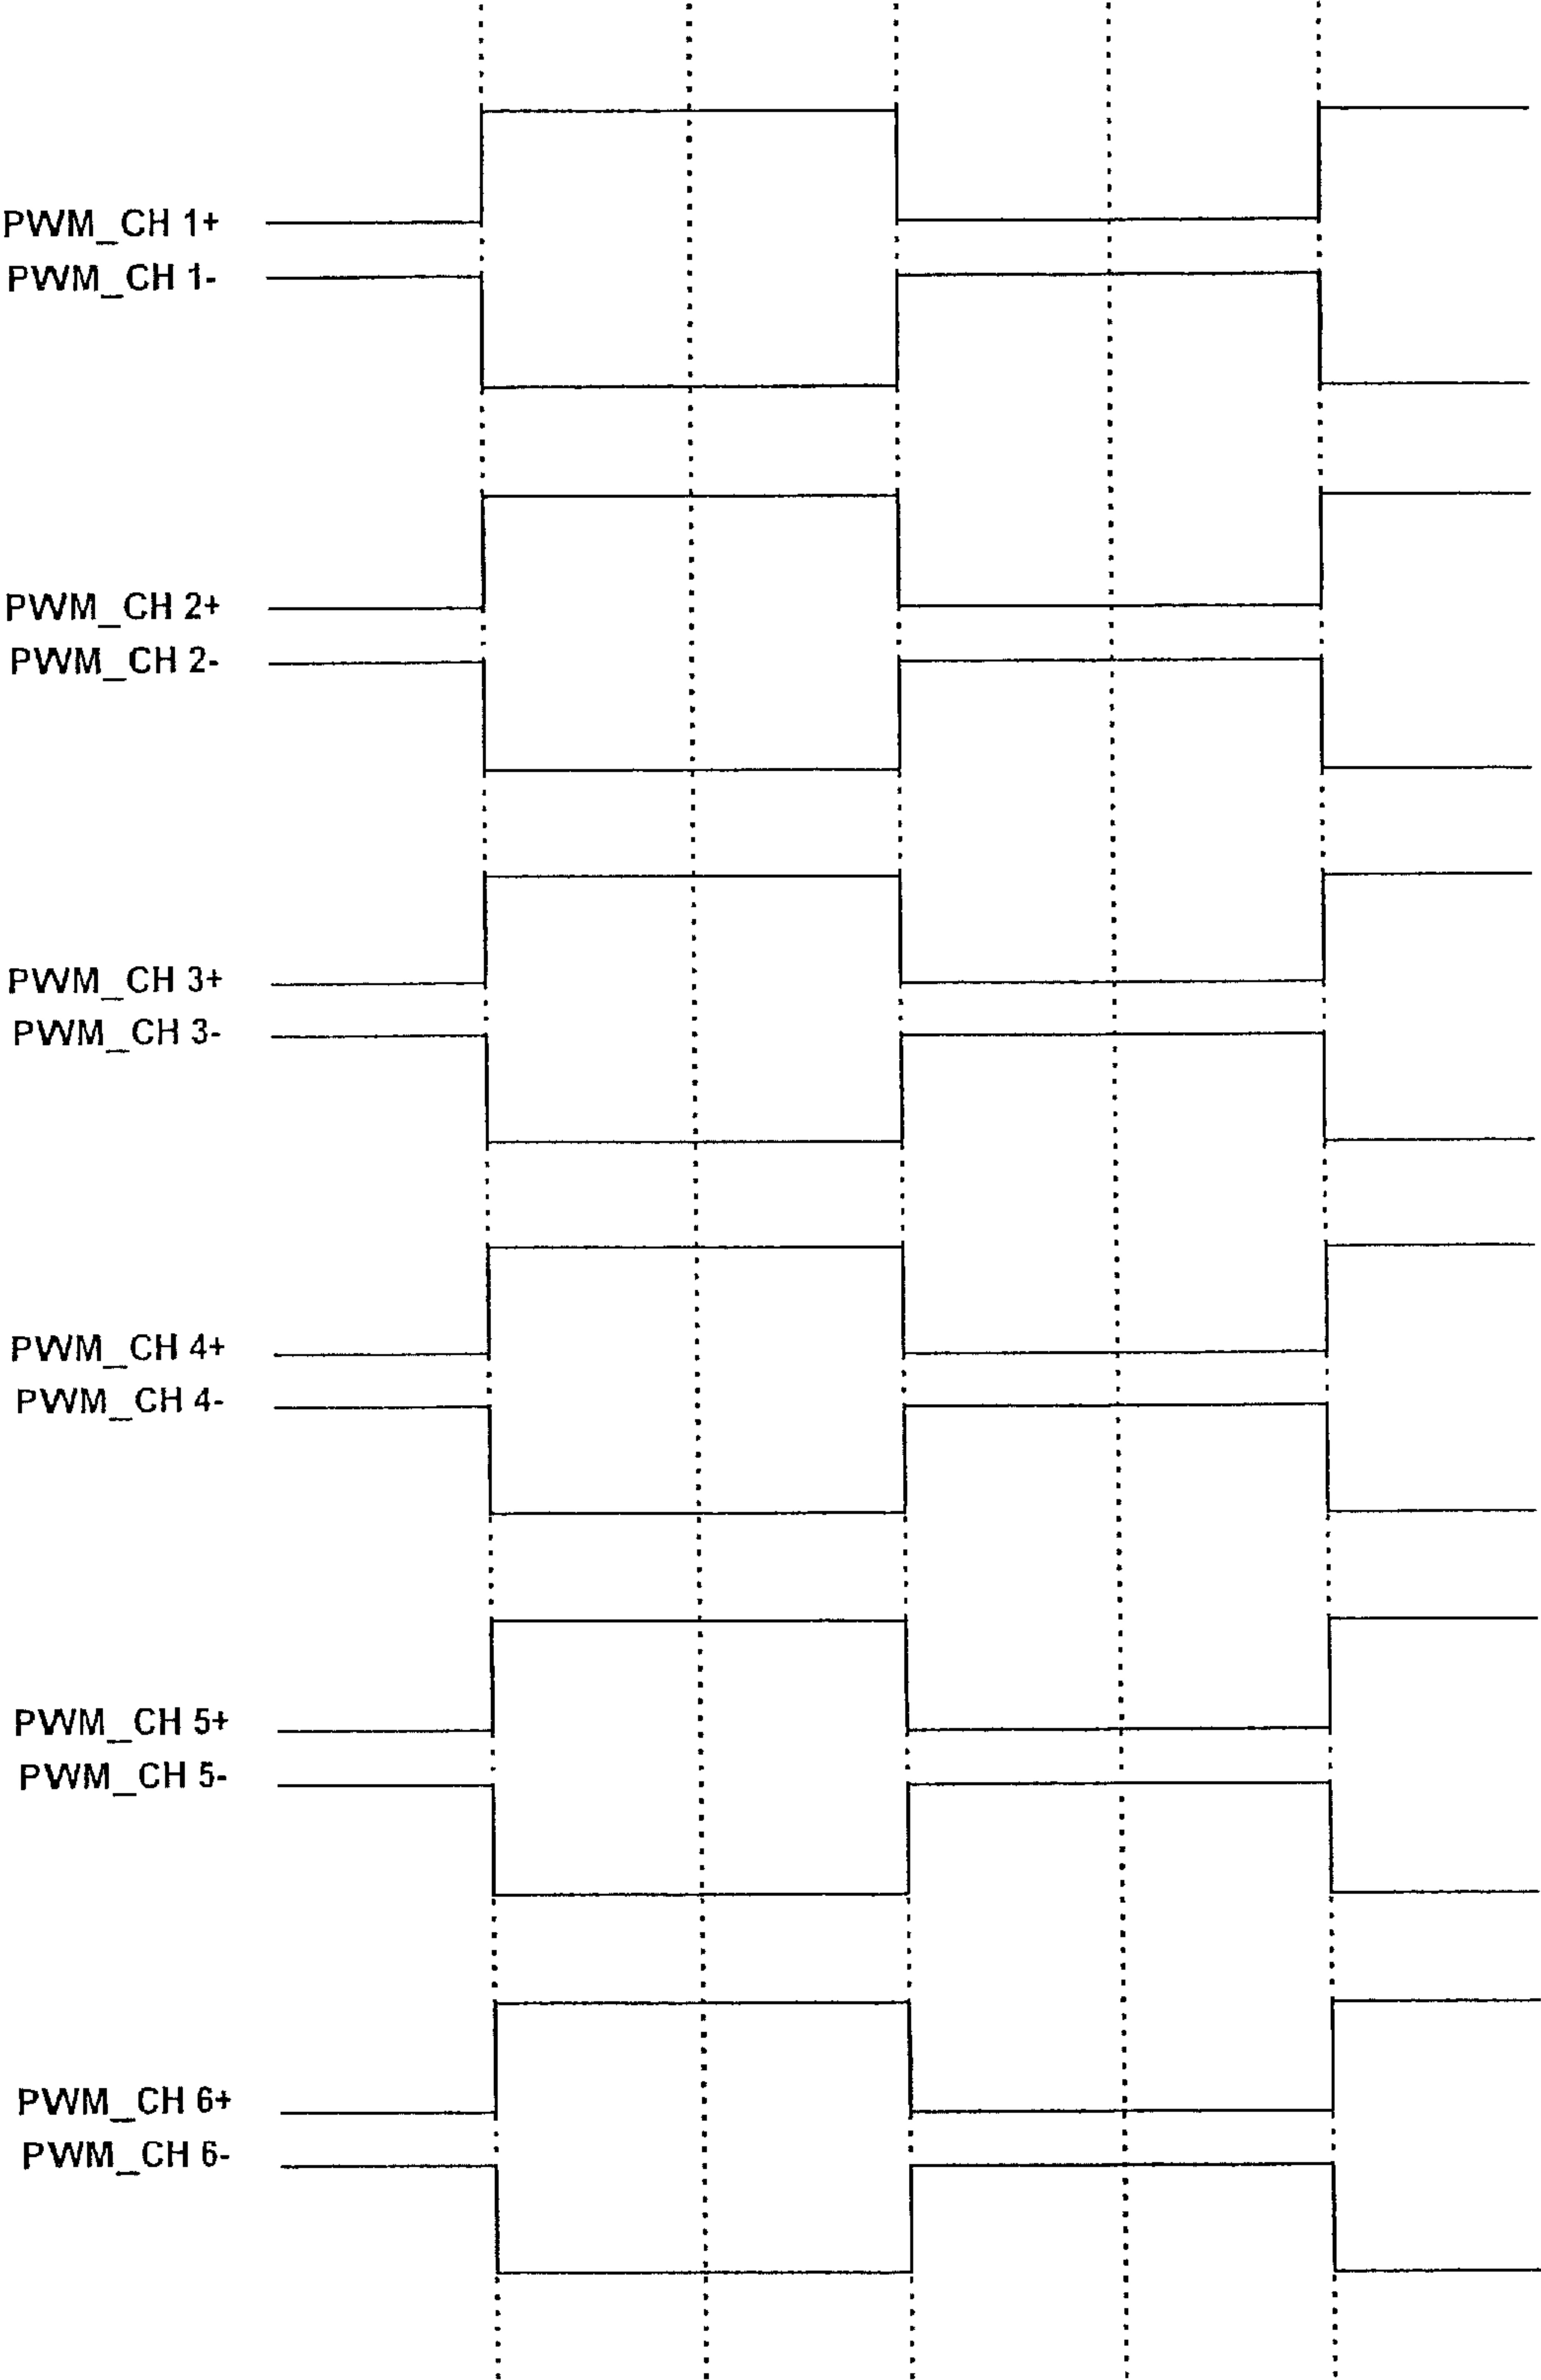 PWM_CH 1+
PWM_CH 1-
PWM_CH 2+
PWM_CH 2-
PWM_CH 3+
PWM_CH 3-
PWM_CH 4+
PWM_CH 4-
PWM_CH 5+
PWM_CH 5-
PWM_CH 6+
PWM_CH 6-